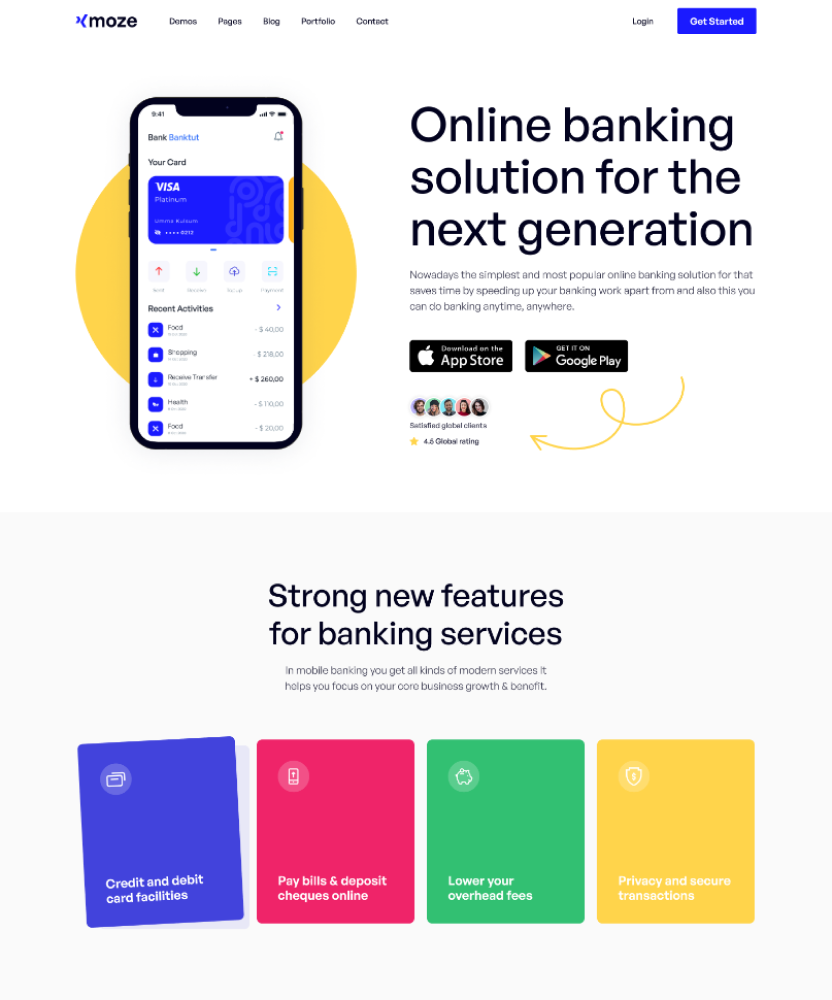 moze
Demos Pages Blog Portfolio Contact
Login
Get Started
9:41
Bank Banktut
Your Card
VISA
Platinum
Umma Kulsum
•••• 0212
Payment
Recent Activities
Food
- $ 40,00
Shopping
- $ 218,00
Receive Transfer
+ $ 260,00
Health
- $ 110,00
Food
- $ 20,00
Online banking
solution for the
next generation
Nowadays the simplest and most popular online banking solution for that
saves time by speeding up your banking work apart from and also this you
can do banking anytime, anywhere.
Download on the
App Store
GET IT ON
Google Play
Satisfied global clients
4.6 Global rating
Strong new features
for banking services
In mobile banking you get all kinds of modern services it
helps you focus on your core business growth & benefit.
Credit and debit
card facilities
Pay bills & deposit
cheques online
Lower your
overhead fees
Privacy and secure
transactions